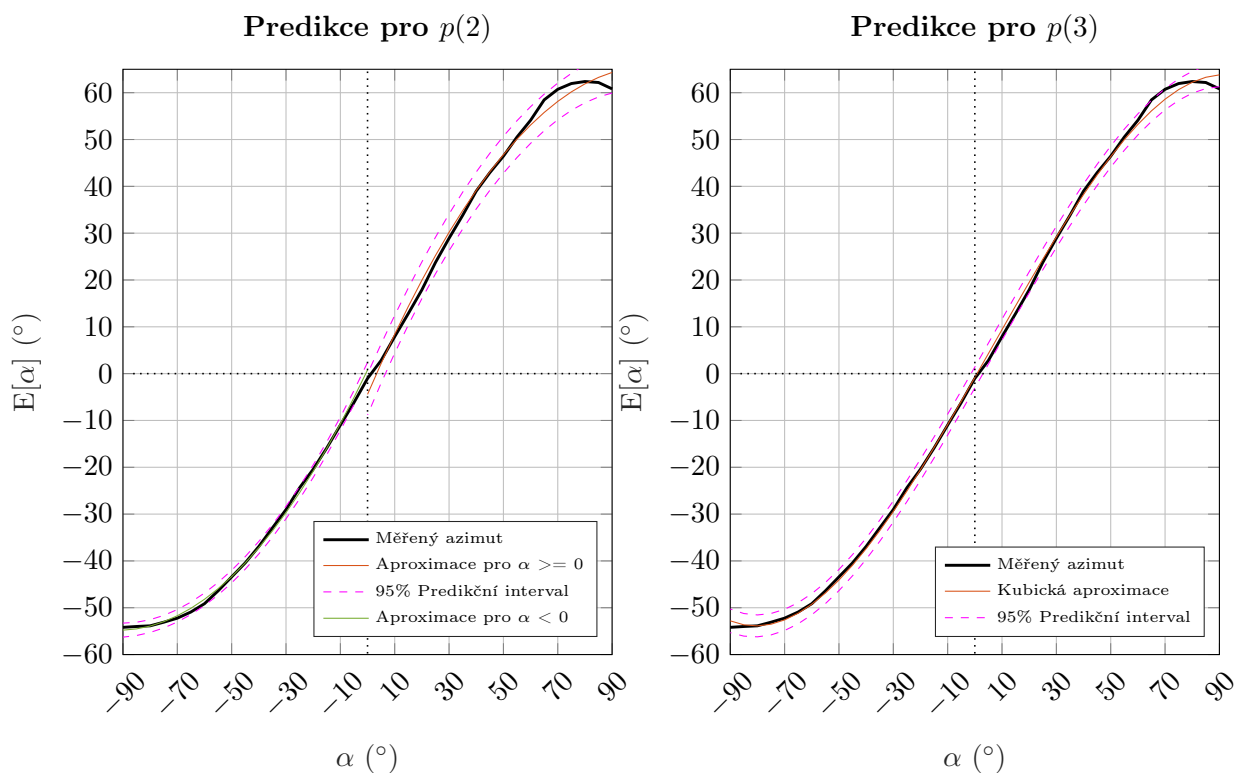 Predikce pro p(2)
60
50
40
30
20
10
0
−10
−20
−30
−40
−50
−60
E[α] (°)
Měřený azimut
Aproximace pro α >= 0
95% Predikční interval
Aproximace pro α < 0
−90 −70 −50 −30 −10 10 30 50 70 90
α (°)
Predikce pro p(3)
60
50
40
30
20
10
0
−10
−20
−30
−40
−50
−60
E[α] (°)
Měřený azimut
Kubická aproximace
95% Predikční interval
−90 −70 −50 −30 −10 10 30 50 70 90
α (°)